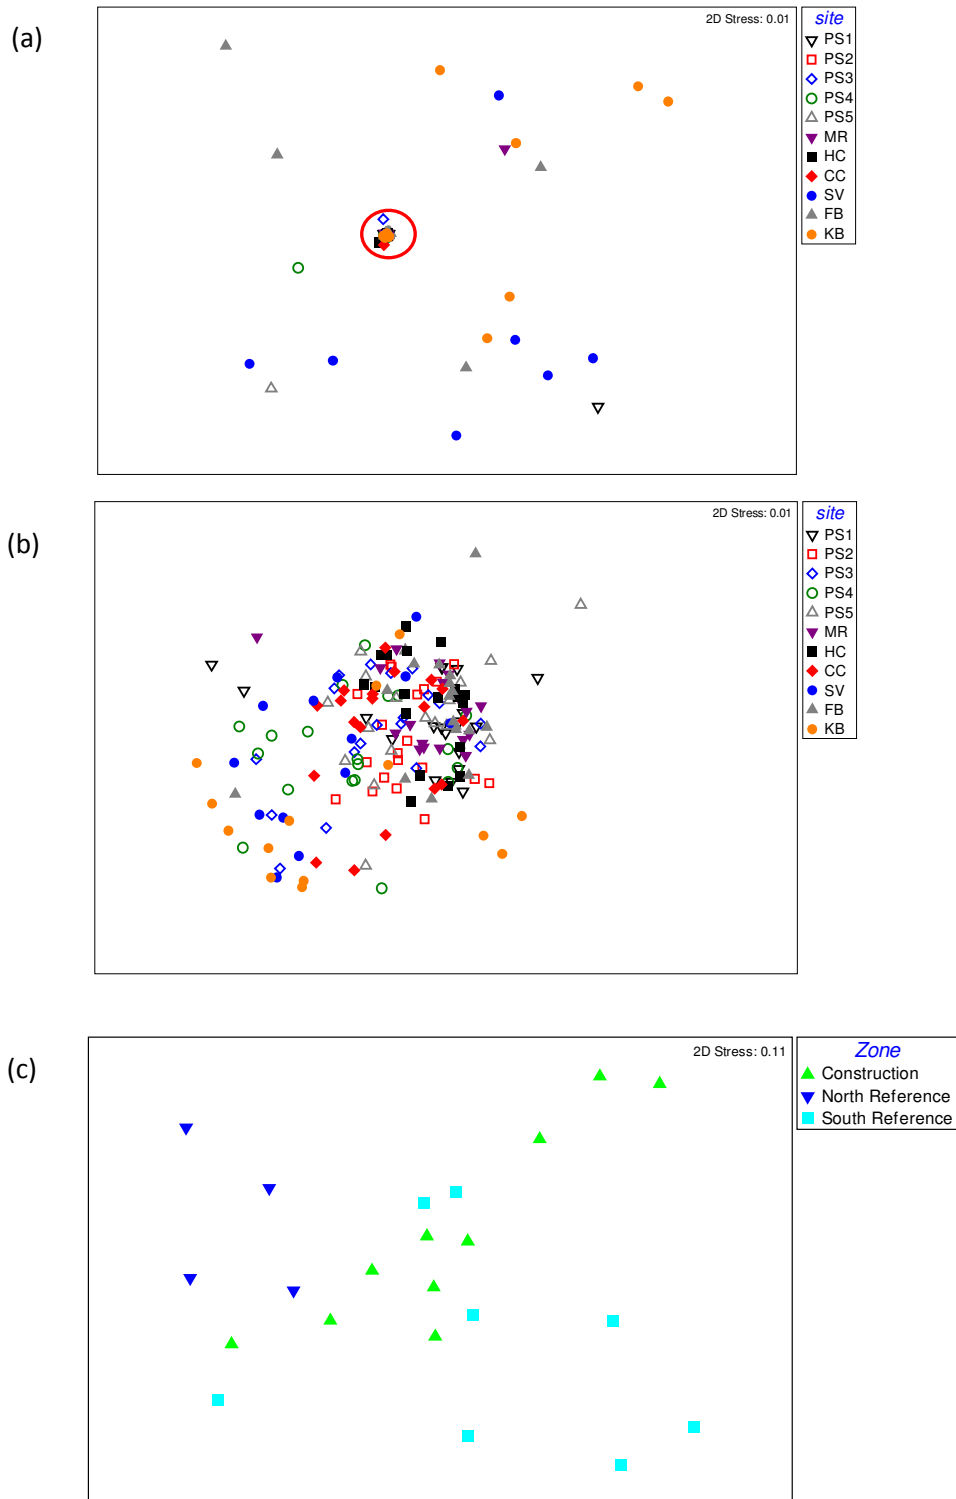 (a)
2D Stress: 0.01
site
PS1
PS2
PS3
PS4
PS5
MR
HC
CC
SV
FB
KB
(b)
2D Stress: 0.01
site
PS1
PS2
PS3
PS4
PS5
MR
HC
CC
SV
FB
KB
(c)
2D Stress: 0.11
Zone
Construction
North Reference
South Reference